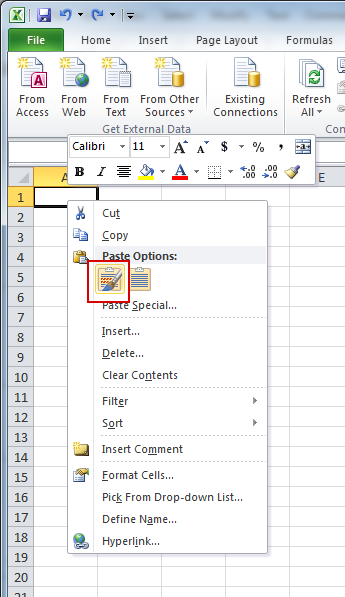 File Home Insert Page Layout Formulas
From Access From Web From Text From Other Sources Existing Connections Refresh All
Get External Data Con
Calibri 11 A A $ % ,
B I A .00 .0
A E
1
Cut
2
Copy
3
Paste Options:
4
5
Paste Special...
6
Insert...
7
Delete...
8
Clear Contents
9
10
Filter
11
Sort
12
Insert Comment
13
Format Cells...
14
Pick From Drop-down List...
15
Define Name...
16
Hyperlink...
17
18
19
20
21